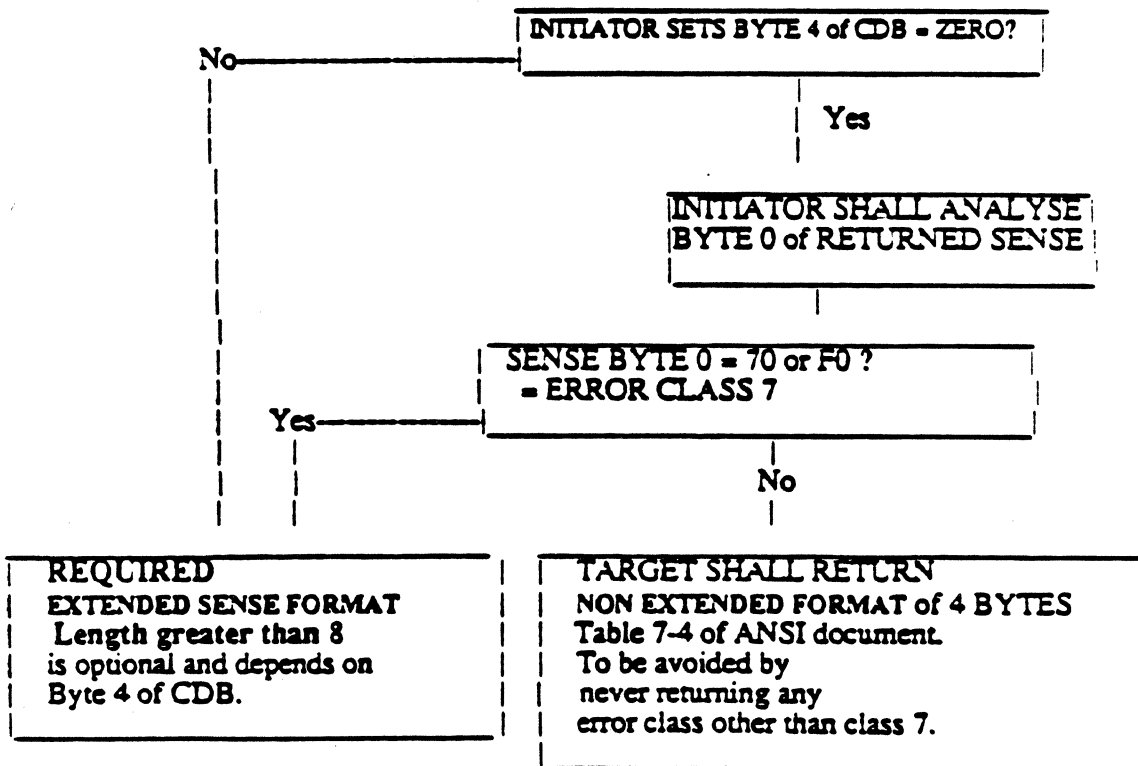 INITIATOR SETS BYTE 4 of CDB = ZERO?
No
Yes
INITIATOR SHALL ANALYSE
BYTE 0 of RETURNED SENSE
SENSE BYTE 0 = 70 or F0 ?
= ERROR CLASS 7
Yes
No
REQUIRED
EXTENDED SENSE FORMAT
Length greater than 8
is optional and depends on
Byte 4 of CDB.
TARGET SHALL RETURN
NON EXTENDED FORMAT of 4 BYTES
Table 7-4 of ANSI document.
To be avoided by
never returning any
error class other than class 7.